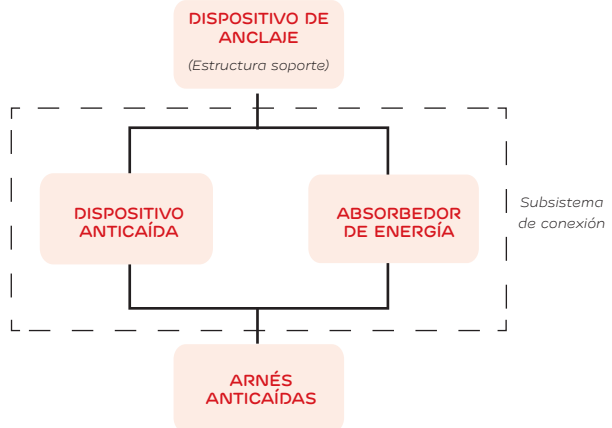 DISPOSITIVO DE
ANCLAJE
(Estructura soporte)
DISPOSITIVO
ANTICAÍDA
ABSORBEDOR
DE ENERGÍA
Subsistema
de conexión
ARNÉS
ANTICAÍDAS